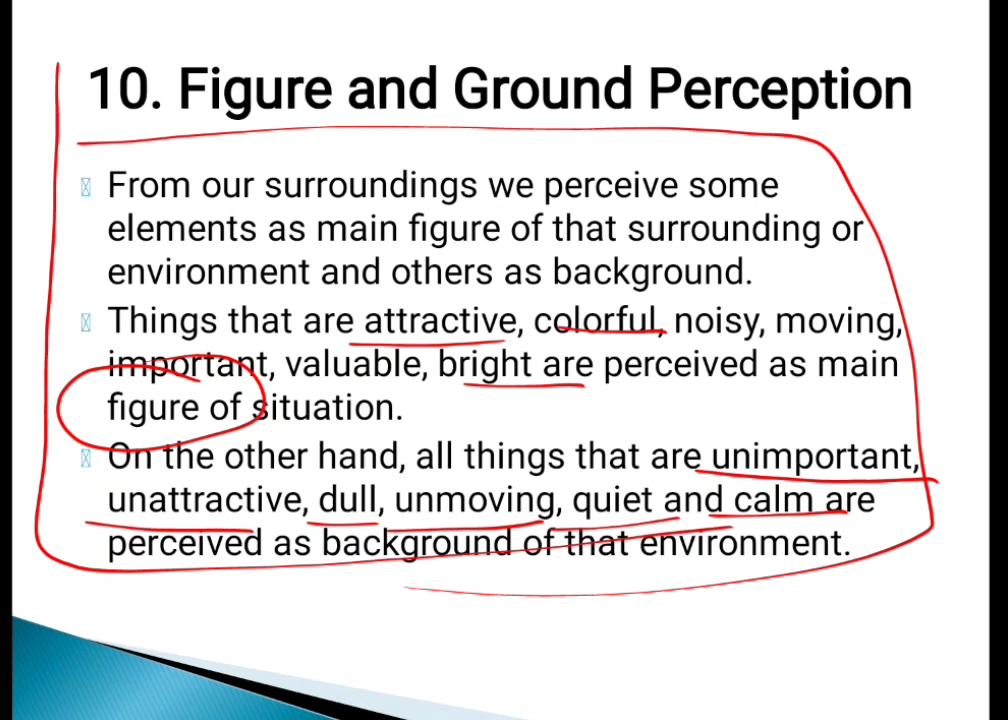 10. Figure and Ground Perception
From our surroundings we perceive some
elements as main figure of that surrounding or
environment and others as background.
Things that are attractive, colorful, noisy, moving,
important, valuable, bright are perceived as main
figure of situation.
On the other hand, all things that are unimportant,
unattractive, dull, unmoving, quiet and calm are
perceived as background of that environment.